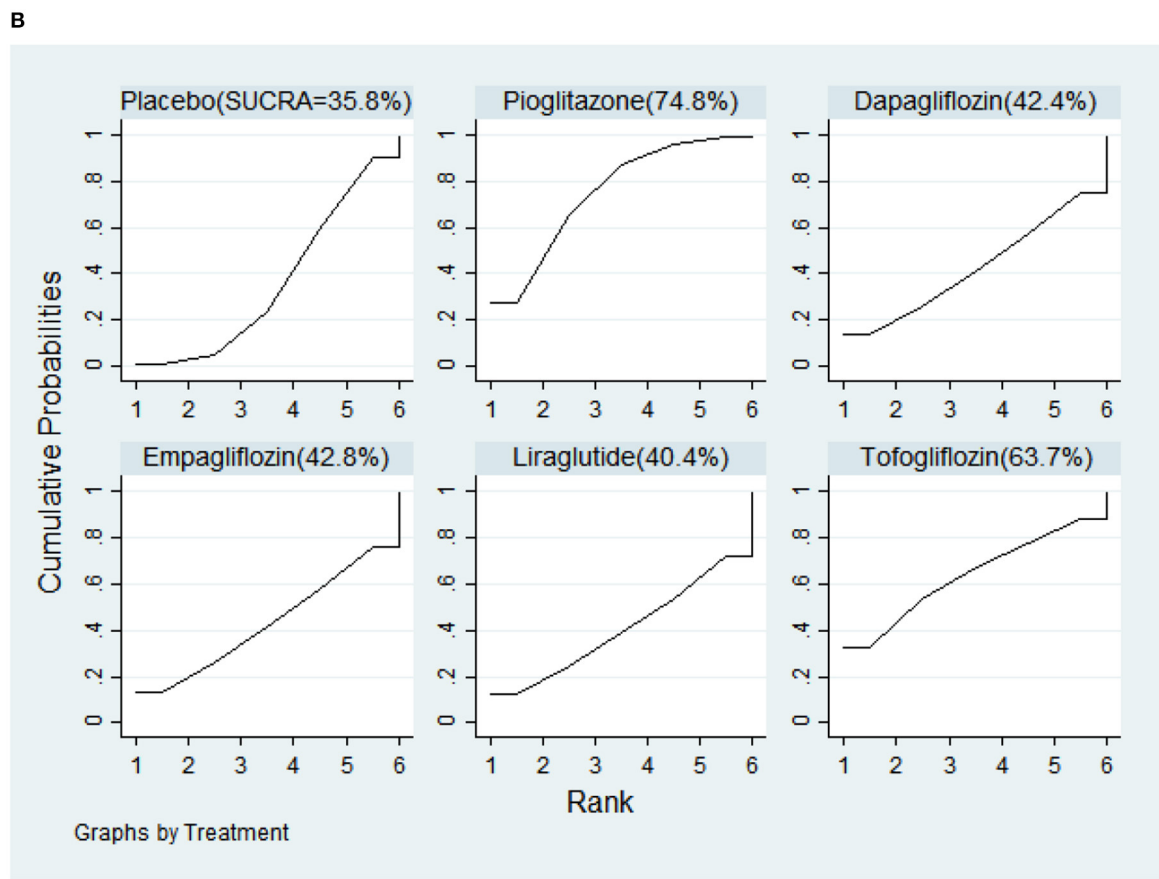 B
Placebo(SUCRA=35.8%) Pioglitazone(74.8%) Dapagliflozin(42.4%)
1 1 1
.8 .8 .8
.6 .6 .6
.4 .4 .4
.2 .2 .2
0 0 0
1 2 3 4 5 6 1 2 3 4 5 6 1 2 3 4 5 6
Cumulative Probabilities
Empagliflozin(42.8%) Liraglutide(40.4%) Tofogliflozin(63.7%)
1 1 1
.8 .8 .8
.6 .6 .6
.4 .4 .4
.2 .2 .2
0 0 0
1 2 3 4 5 6 1 2 3 4 5 6 1 2 3 4 5 6
Rank
Graphs by Treatment